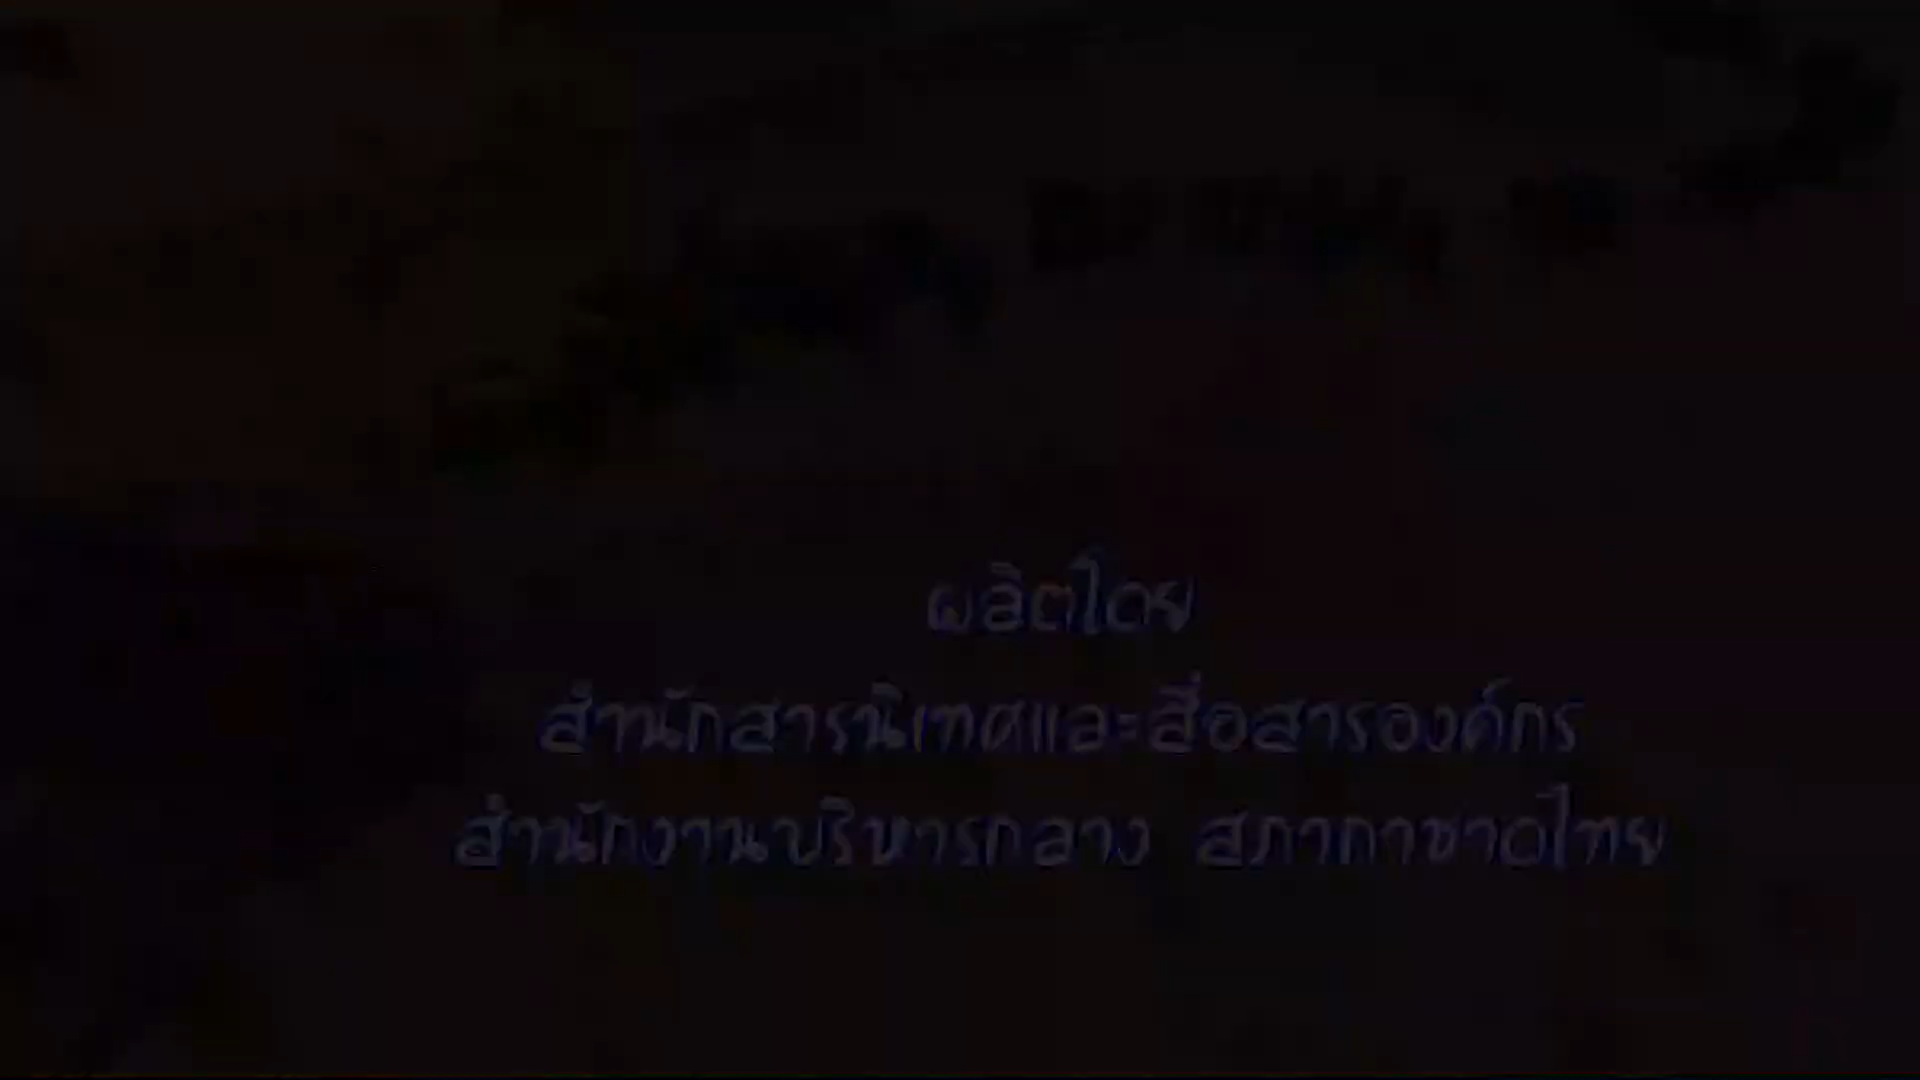 ผลิตโดย
สำนักสารนิเทศและสื่อสารองค์กร
สำนักงานบริหารกลาง สภากาชาดไทย